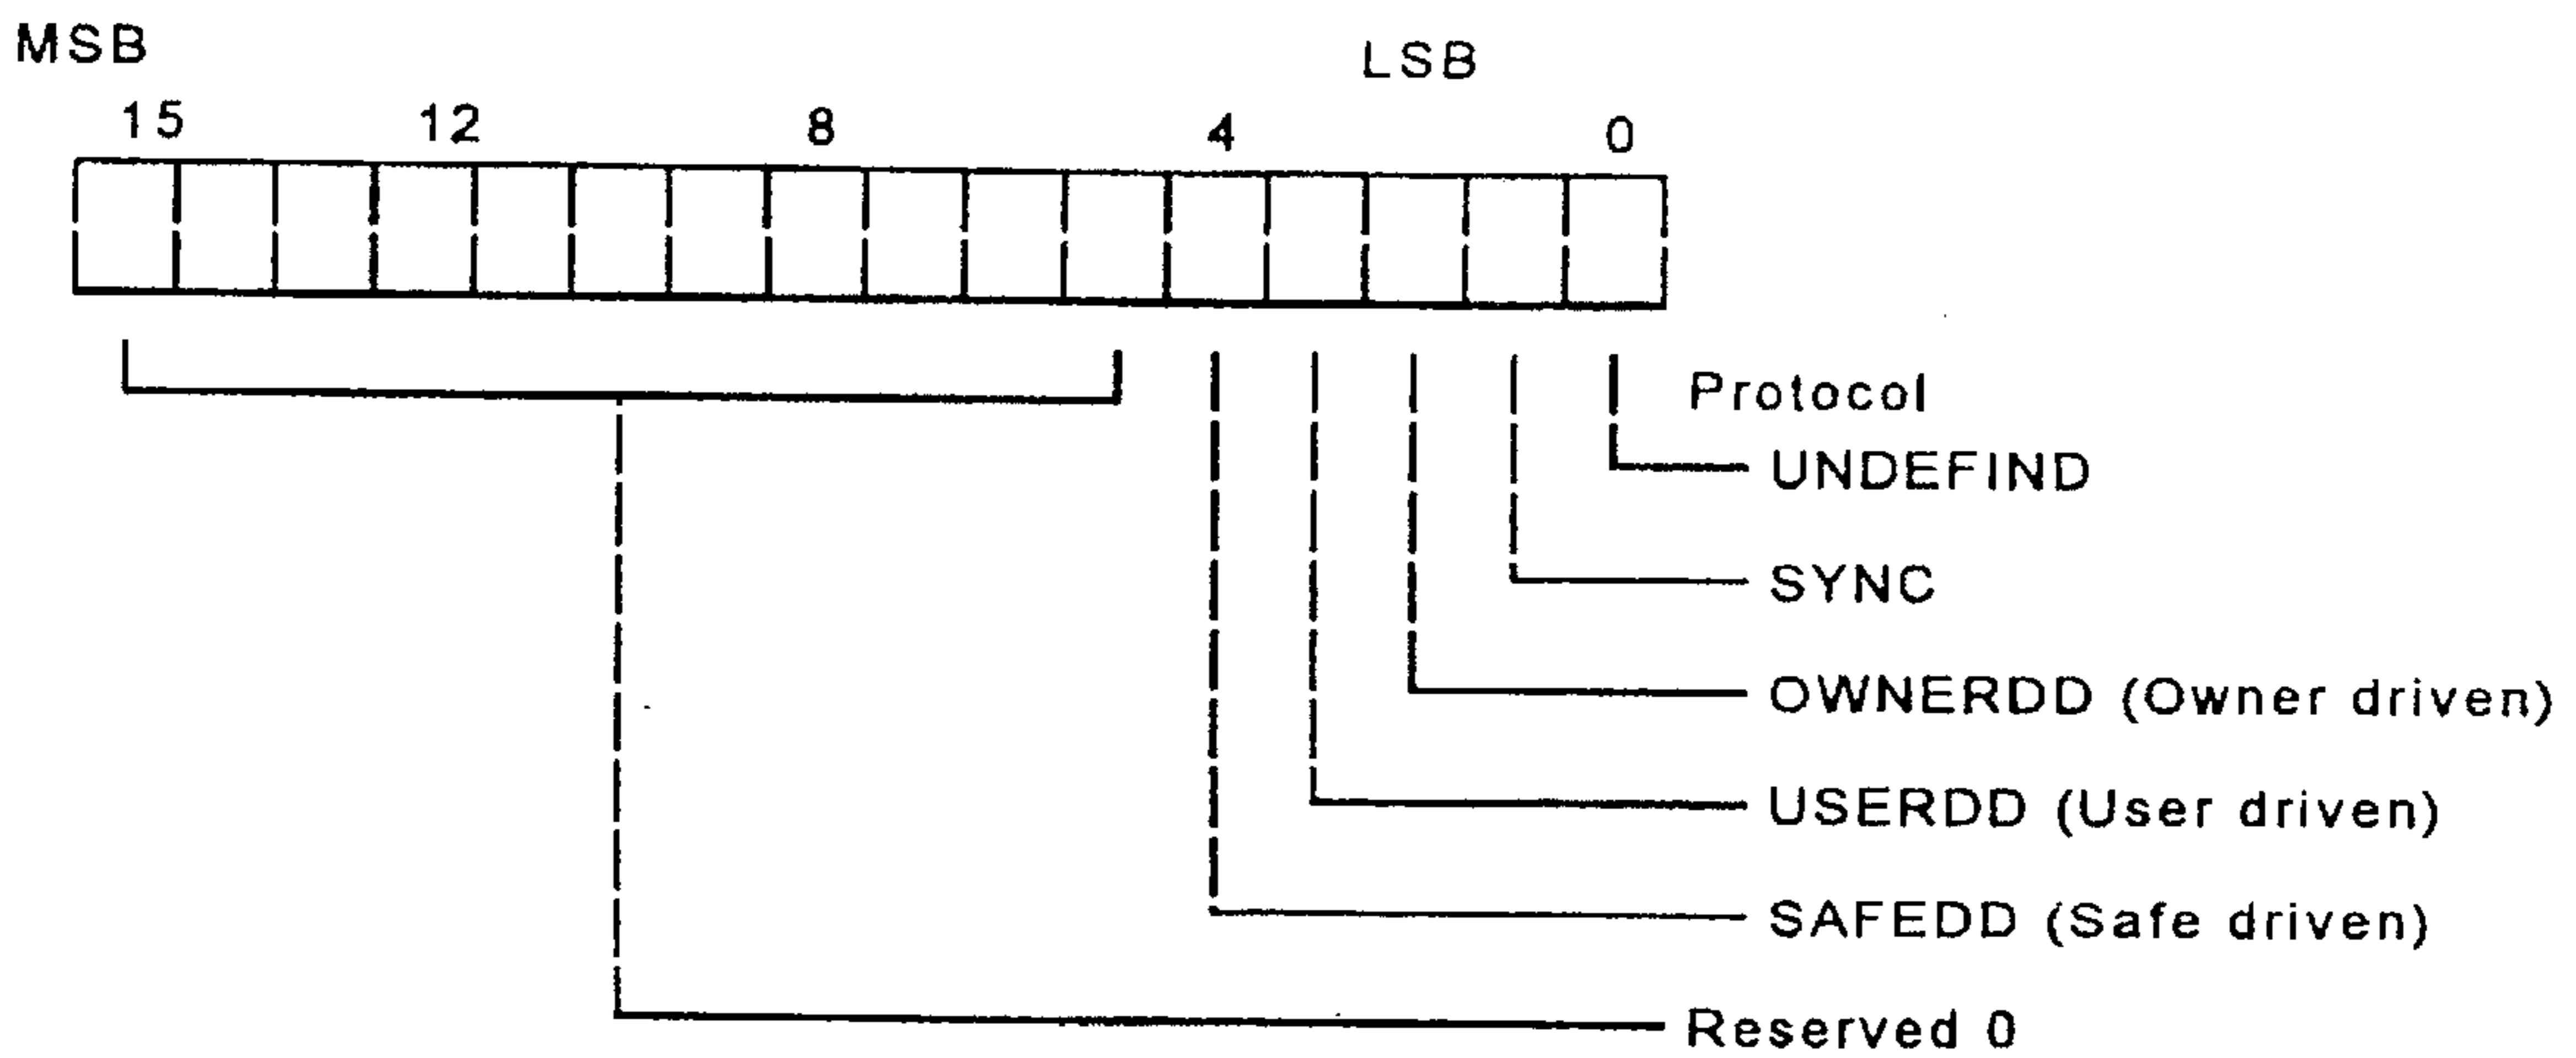 MSB LSB
15 12 8 4 0
Protocol
UNDEFIND
SYNC
OWNERDD (Owner driven)
USERDD (User driven)
SAFEDD (Safe driven)
Reserved 0